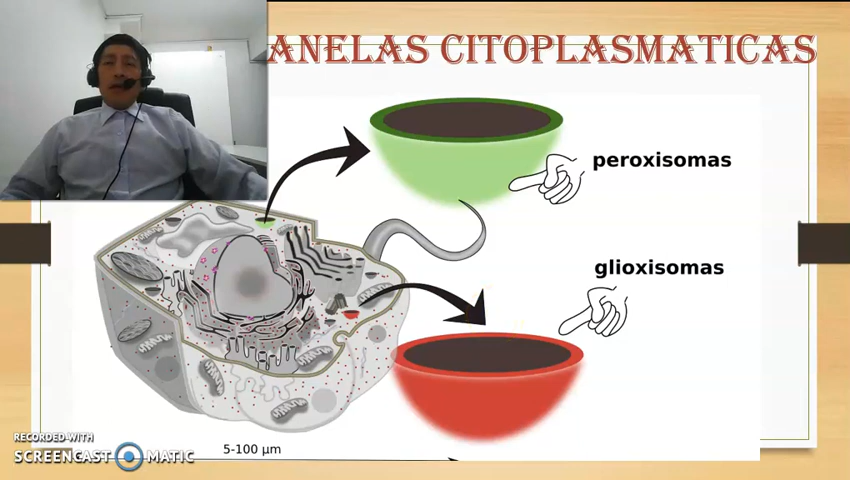 ANELAS CITOPLASMATICAS
peroxisomas
glioxisomas
5-100 µm
RECORDED WITH
SCREENCAST MATIC